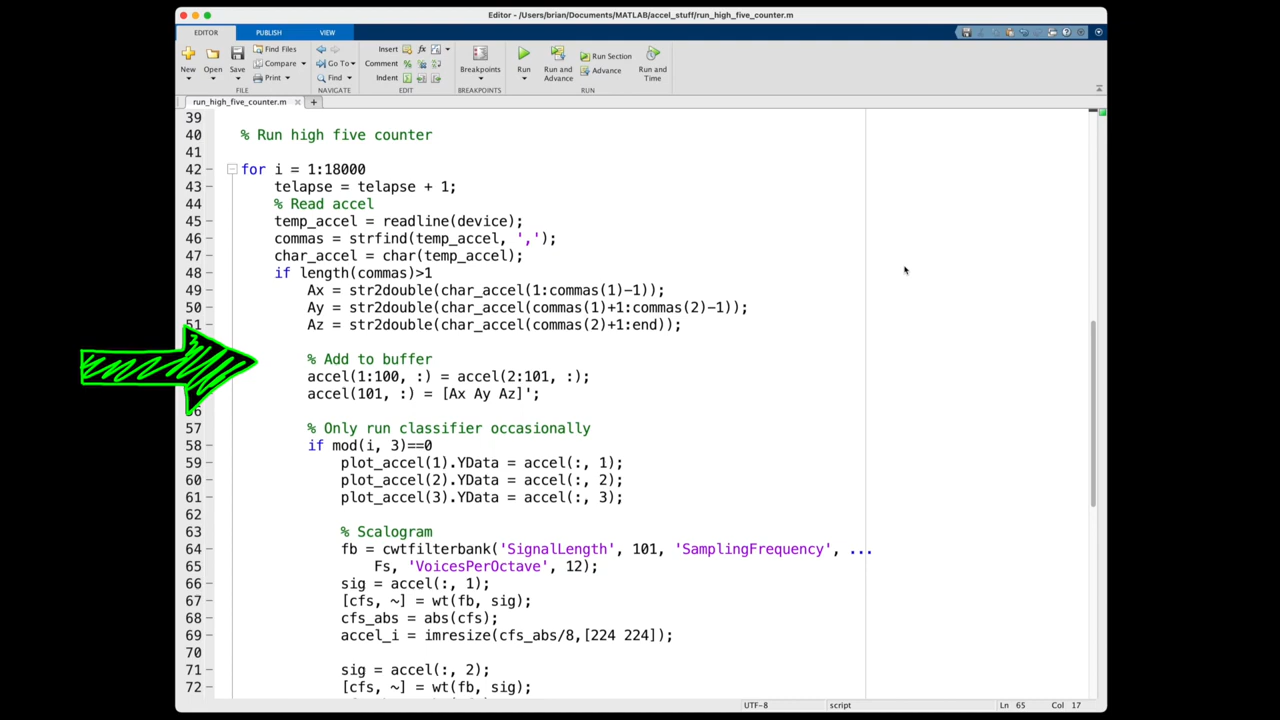 Editor - /Users/brian/Documents/MATLAB/accel_stuff/run_high_five_counter.m
EDITOR PUBLISH VIEW
New Open Save Find Files Compare Print Go To Find Insert Comment Indent Breakpoints Run Run and Advance Run Section Advance Run and Time
FILE NAVIGATE EDIT BREAKPOINTS RUN
run_high_five_counter.m
39
40 % Run high five counter
41
42 for i = 1:18000
43 telapse = telapse + 1;
44 % Read accel
45 temp_accel = readline(device);
46 commas = strfind(temp_accel, ',');
47 char_accel = char(temp_accel);
48 if length(commas)>1
49 Ax = str2double(char_accel(1:commas(1)-1));
50 Ay = str2double(char_accel(commas(1)+1:commas(2)-1));
51 Az = str2double(char_accel(commas(2)+1:end));
% Add to buffer
accel(1:100, :) = accel(2:101, :);
accel(101, :) = [Ax Ay Az]';
56
57 % Only run classifier occasionally
58 if mod(i, 3)==0
59 plot_accel(1).YData = accel(:, 1);
60 plot_accel(2).YData = accel(:, 2);
61 plot_accel(3).YData = accel(:, 3);
62
63 % Scalogram
64 fb = cwtfilterbank('SignalLength', 101, 'SamplingFrequency', ...
65 Fs, 'VoicesPerOctave', 12);
66 sig = accel(:, 1);
67 [cfs, ~] = wt(fb, sig);
68 cfs_abs = abs(cfs);
69 accel_i = imresize(cfs_abs/8,[224 224]);
70
71 sig = accel(:, 2);
72 [cfs, ~] = wt(fb, sig);
UTF-8 script Ln 65 Col 17